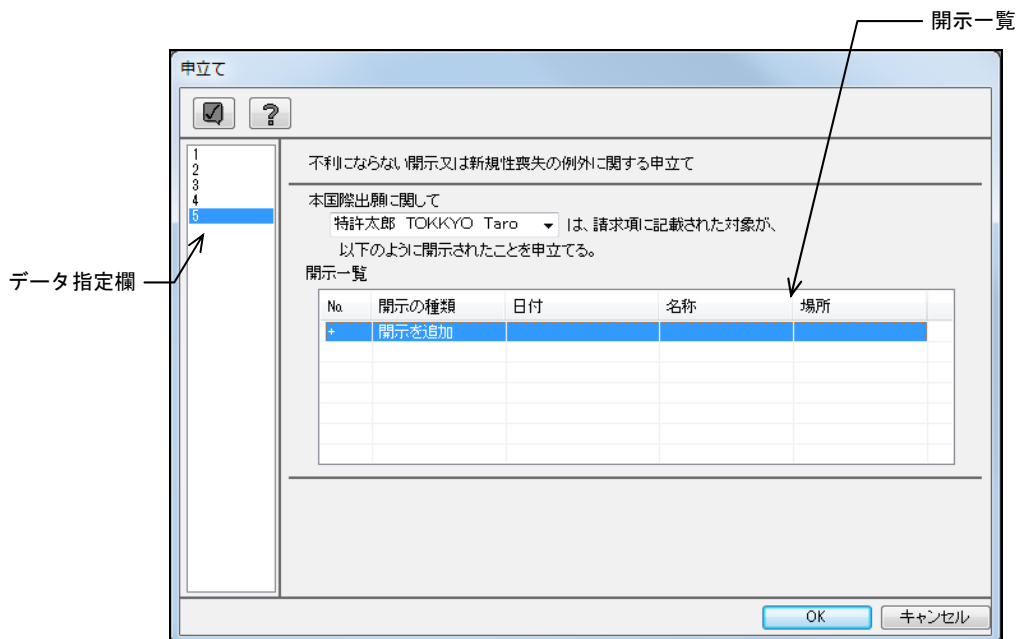 開示一覧
申立て
?
1
2
3
4
5
不利にならない開示又は新規性喪失の例外に関する申立て
本国際出願に関して
特許太郎 TOKKYO Taro は、請求項に記載された対象が、
以下のように開示されたことを申立てる。
データ指定欄
開示一覧
No. 開示の種類 日付 名称 場所
+ 開示を追加
OK キャンセル